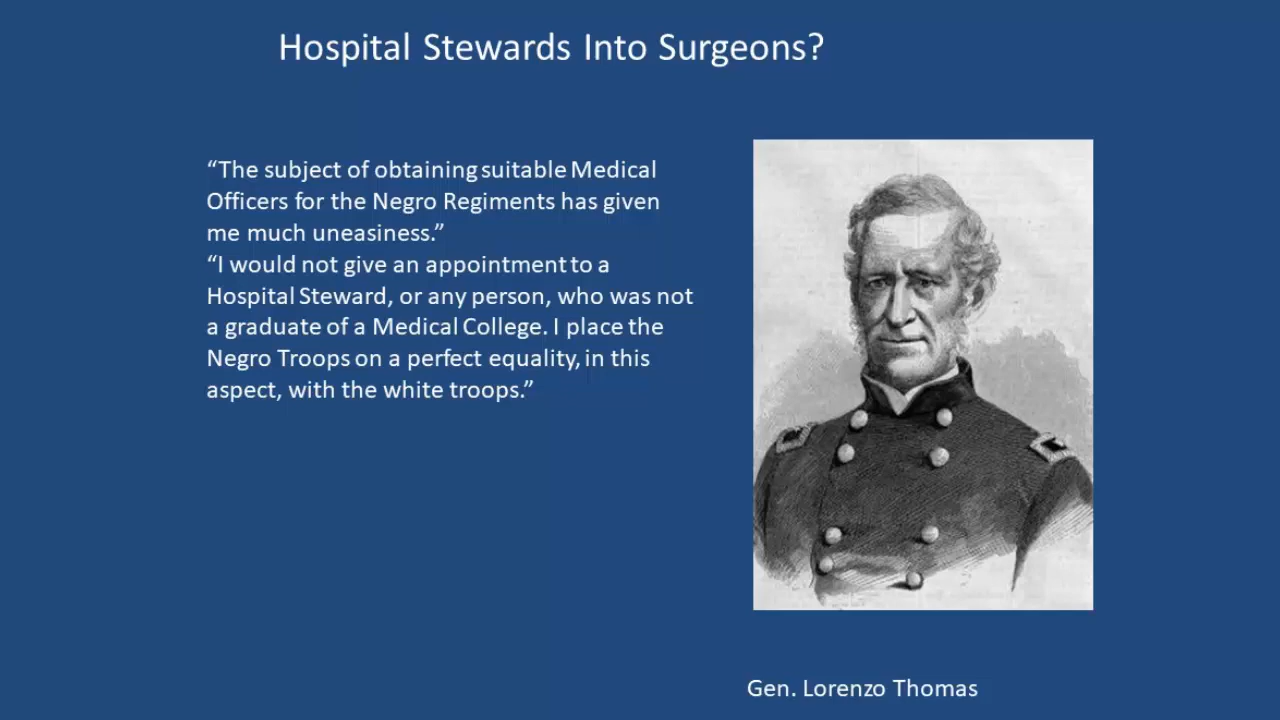 Hospital Stewards Into Surgeons?
“The subject of obtaining suitable Medical
Officers for the Negro Regiments has given
me much uneasiness.”
“I would not give an appointment to a
Hospital Steward, or any person, who was not
a graduate of a Medical College. I place the
Negro Troops on a perfect equality, in this
aspect, with the white troops.”
Gen. Lorenzo Thomas